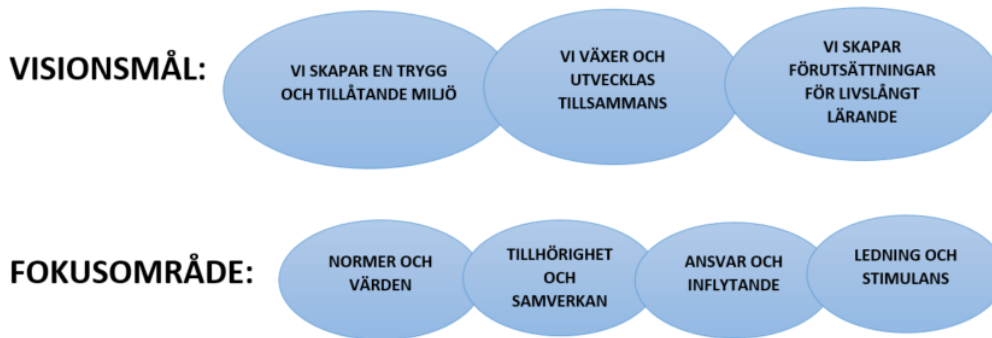 VISIONSMÅL:
VI SKAPAR EN TRYGG
OCH TILLÅTANDE MILJÖ
VI VÄXER OCH
UTVECKLAS
TILLSAMMANS
VI SKAPAR
FÖRUTSÄTTNINGAR
FÖR LIVSLÅNGT
LÄRANDE
FOKUSOMRÅDE:
NORMER OCH
VÄRDEN
TILLHÖRIGHET
OCH
SAMVERKAN
ANSVAR OCH
INFLYTANDE
LEDNING OCH
STIMULANS